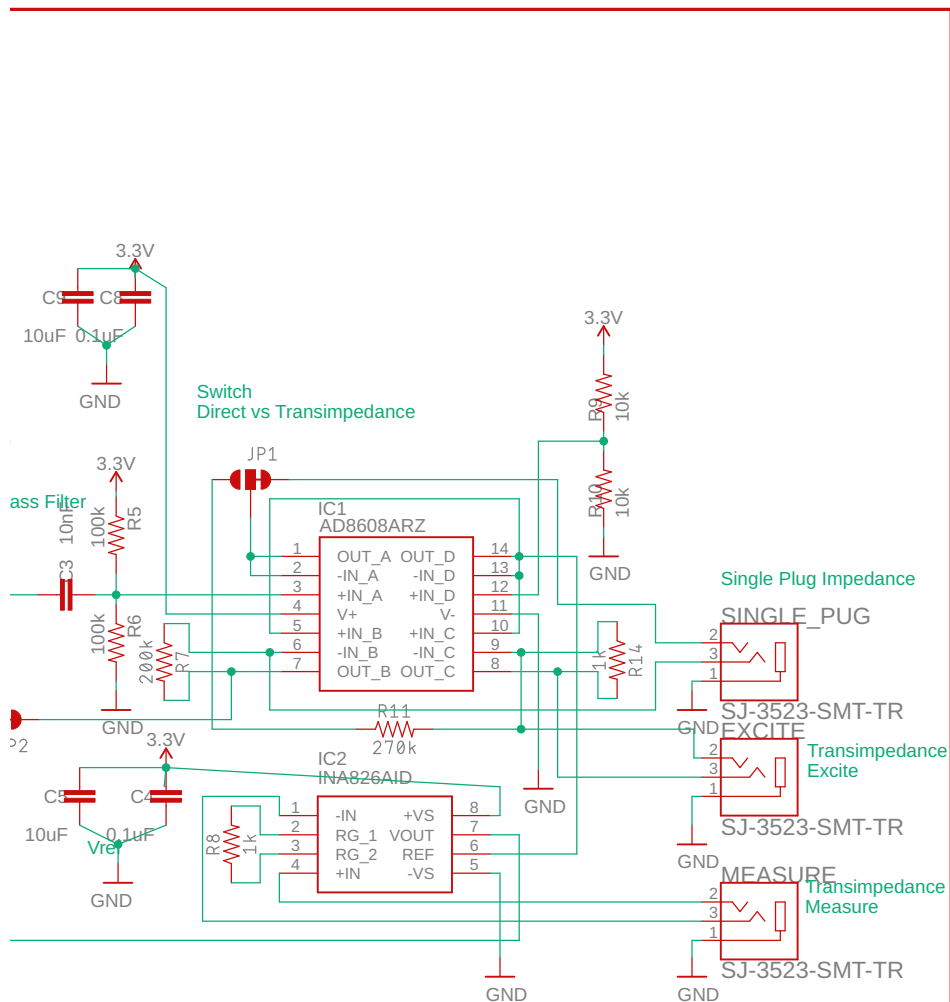 3.3V
C9
C8
10uF
0.1uF
GND
3.3V
R9
10k
R10
10k
GND
Switch
Direct vs Transimpedance
JP1
3.3V
ass Filter
10nF
C3
100k
R5
100k
R6
GND
200k
R7
IC1
AD8608ARZ
1 OUT_A OUT_D 14
2 -IN_A -IN_D 13
3 +IN_A +IN_D 12
4 V+ V- 11
5 +IN_B +IN_C 10
6 -IN_B -IN_C 9
7 OUT_B OUT_C 8
1k
R14
Single Plug Impedance
SINGLE_PUG
2
3
1
GND
SJ-3523-SMT-TR
P2
R11
270k
EXCITE
Transimpedance
Excite
2
3
1
SJ-3523-SMT-TR
GND
GND
3.3V
C5
C4
10uF
0.1uF
Vref
GND
IC2
INA826AID
1 -IN +VS 8
2 RG_1 VOUT 7
3 RG_2 REF 6
4 +IN -VS 5
R8
1k
GND
MEASURE
Transimpedance
Measure
2
3
1
SJ-3523-SMT-TR
GND